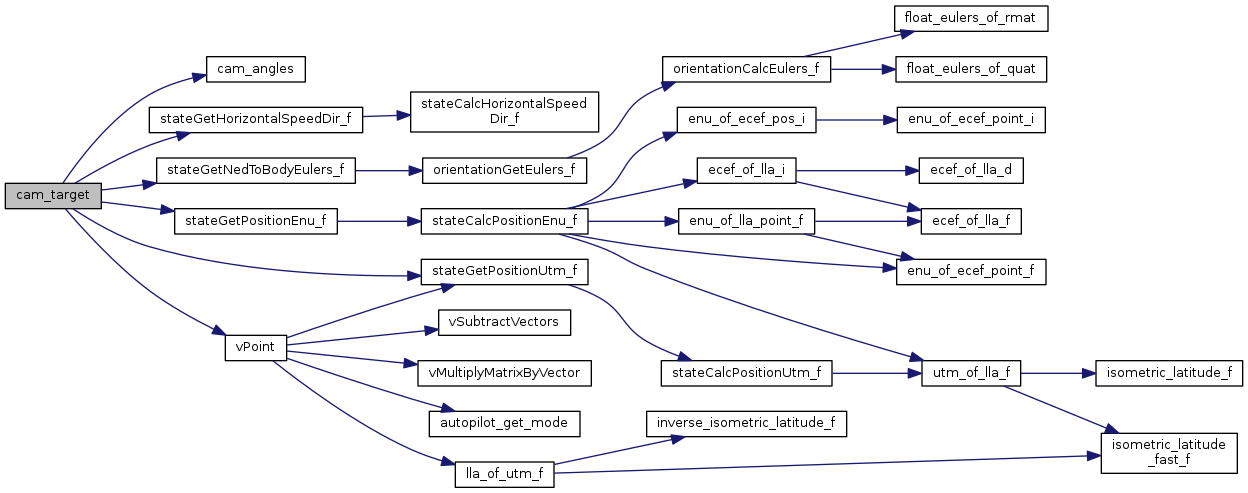 cam_target
cam_angles
stateGetHorizontalSpeedDir_f
stateGetNedToBodyEulers_f
stateGetPositionEnu_f
vPoint
stateCalcHorizontalSpeed
Dir_f
orientationGetEulers_f
stateCalcPositionEnu_f
stateGetPositionUtm_f
vSubtractVectors
vMultiplyMatrixByVector
autopilot_get_mode
lla_of_utm_f
orientationCalcEulers_f
enu_of_ecef_pos_i
ecef_of_lla_i
enu_of_lla_point_f
stateCalcPositionUtm_f
inverse_isometric_latitude_f
float_eulers_of_rmat
float_eulers_of_quat
enu_of_ecef_point_i
ecef_of_lla_d
ecef_of_lla_f
enu_of_ecef_point_f
utm_of_lla_f
isometric_latitude_f
isometric_latitude
_fast_f